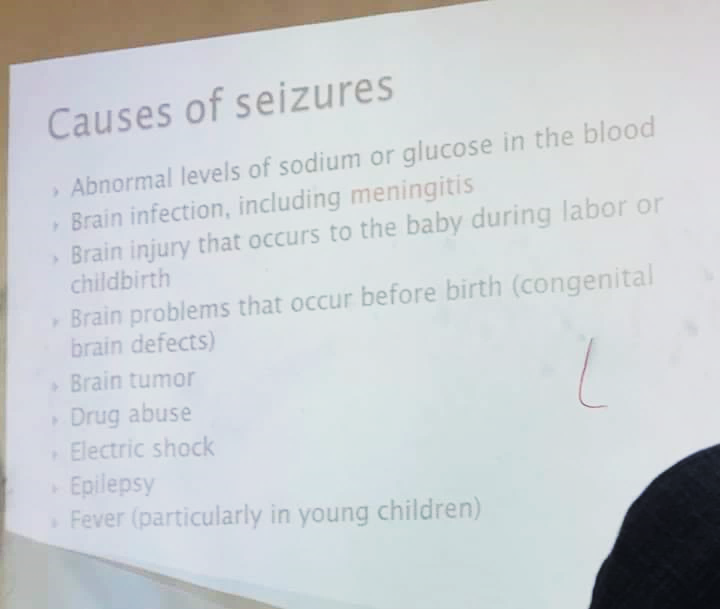 Causes of seizures
› Abnormal levels of sodium or glucose in the blood
› Brain infection, including meningitis
› Brain injury that occurs to the baby during labor or
childbirth
› Brain problems that occur before birth (congenital
brain defects)
› Brain tumor
› Drug abuse
› Electric shock
› Epilepsy
› Fever (particularly in young children)